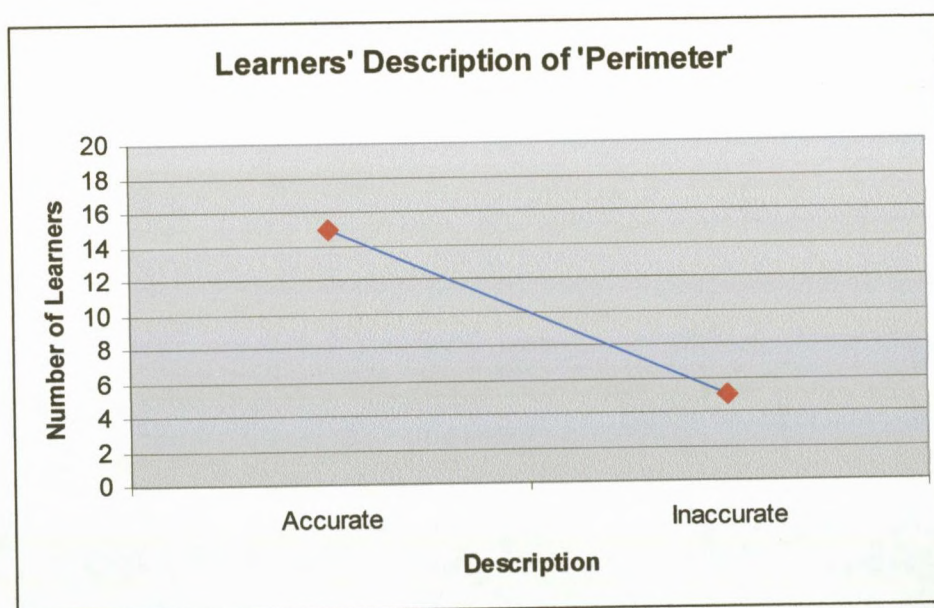 Learners' Description of 'Perimeter'
Number of Learners
20
18
16
14
12
10
8
6
4
2
0
Accurate Inaccurate
Description